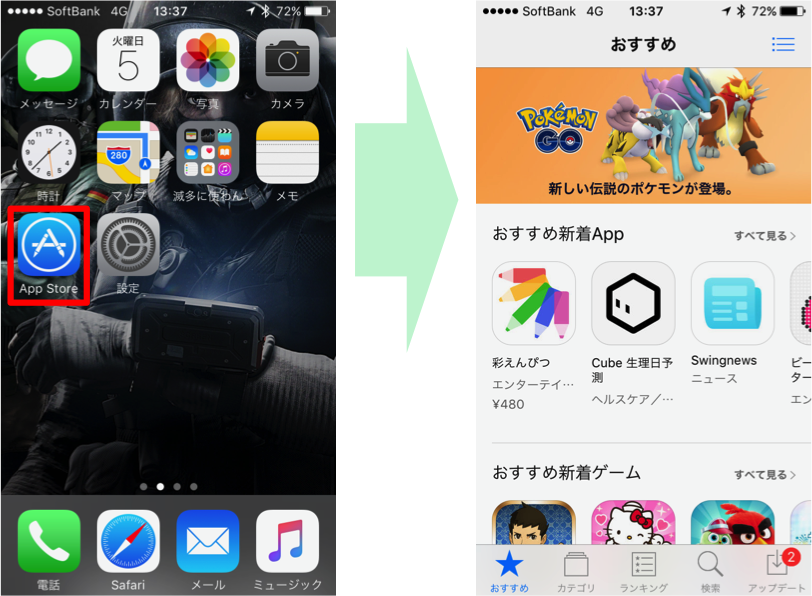 ●●●●● SoftBank 4G 13:37 72%
メッセージ
火曜日
5
カレンダー
写真
カメラ
時計
280
マップ
滅多に使わん
メモ
App Store
設定
電話
Safari
メール
ミュージック
●●●●● SoftBank 4G 13:37 72%
おすすめ
POKÉMON
GO
新しい伝説のポケモンが登場。
おすすめ新着App
すべて見る
彩えんぴつ
エンターテイ…
¥480
Cube 生理日予
測
ヘルスケア／…
Swingnews
ニュース
ビー
ター
エン
おすすめ新着ゲーム
すべて見る
おすすめ
カテゴリ
ランキング
検索
2
アップデート